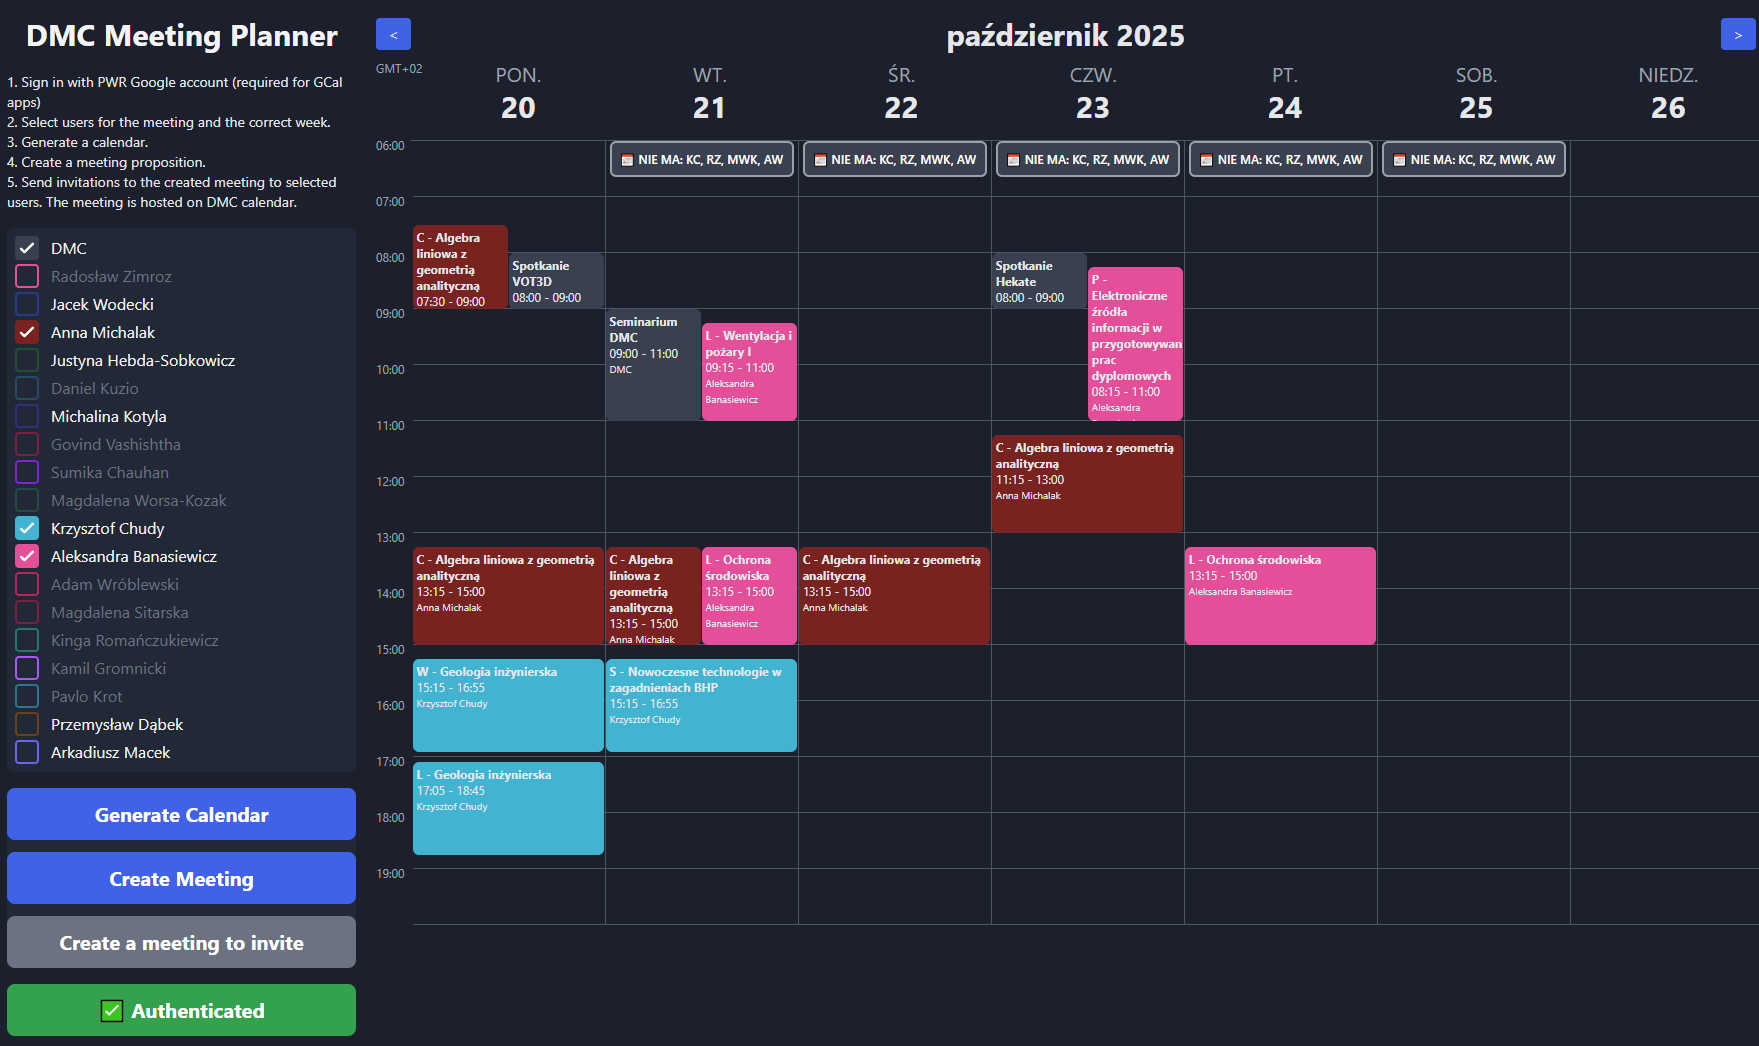 DMC Meeting Planner
1. Sign in with PWR Google account (required for GCal
apps)
2. Select users for the meeting and the correct week.
3. Generate a calendar.
4. Create a meeting proposition.
5. Send invitations to the created meeting to selected
users. The meeting is hosted on DMC calendar.
DMC
Radosław Zimroz
Jacek Wodecki
Anna Michalak
Justyna Hebda-Sobkowicz
Daniel Kuzio
Michalina Kotyla
Govind Vashishtha
Sumika Chauhan
Magdalena Worsa-Kozak
Krzysztof Chudy
Aleksandra Banasiewicz
Adam Wróblewski
Magdalena Sitarska
Kinga Romańczukiewicz
Kamil Gromnicki
Pavlo Krot
Przemysław Dąbek
Arkadiusz Macek
Generate Calendar
Create Meeting
Create a meeting to invite
Authenticated
<
październik 2025
>
GMT+02
PON.
20
WT.
21
ŚR.
22
CZW.
23
PT.
24
SOB.
25
NIEDZ.
26
06:00
07:00
08:00
09:00
10:00
11:00
12:00
13:00
14:00
15:00
16:00
17:00
18:00
19:00
NIE MA: KC, RZ, MWK, AW
NIE MA: KC, RZ, MWK, AW
NIE MA: KC, RZ, MWK, AW
NIE MA: KC, RZ, MWK, AW
NIE MA: KC, RZ, MWK, AW
C - Algebra
liniowa z
geometrią
analityczną
07:30 - 09:00
Spotkanie
VOT3D
08:00 - 09:00
C - Algebra liniowa z geometrią
analityczną
13:15 - 15:00
Anna Michalak
W - Geologia inżynierska
15:15 - 16:55
Krzysztof Chudy
L - Geologia inżynierska
17:05 - 18:45
Krzysztof Chudy
Seminarium
DMC
09:00 - 11:00
DMC
L - Wentylacja i
pożary I
09:15 - 11:00
Aleksandra
Banasiewicz
C - Algebra
liniowa z
geometrią
analityczną
13:15 - 15:00
Anna Michalak
L - Ochrona
środowiska
13:15 - 15:00
Aleksandra
Banasiewicz
S - Nowoczesne technologie w
zagadnieniach BHP
15:15 - 16:55
Krzysztof Chudy
C - Algebra liniowa z geometrią
analityczną
13:15 - 15:00
Anna Michalak
Spotkanie
Hekate
08:00 - 09:00
P -
Elektroniczne
źródła
informacji w
przygotowywan
prac
dyplomowych
08:15 - 11:00
Aleksandra
C - Algebra liniowa z geometrią
analityczną
11:15 - 13:00
Anna Michalak
L - Ochrona środowiska
13:15 - 15:00
Aleksandra Banasiewicz